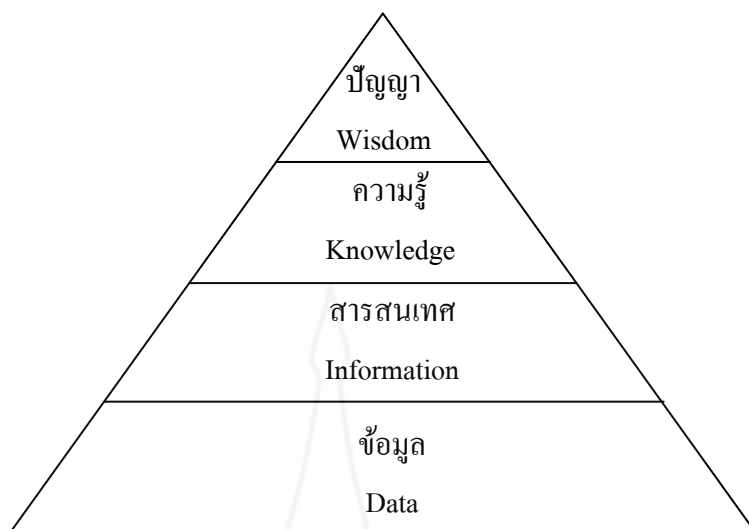 ปัญญา
Wisdom
ความรู้
Knowledge
สารสนเทศ
Information
ข้อมูล
Data